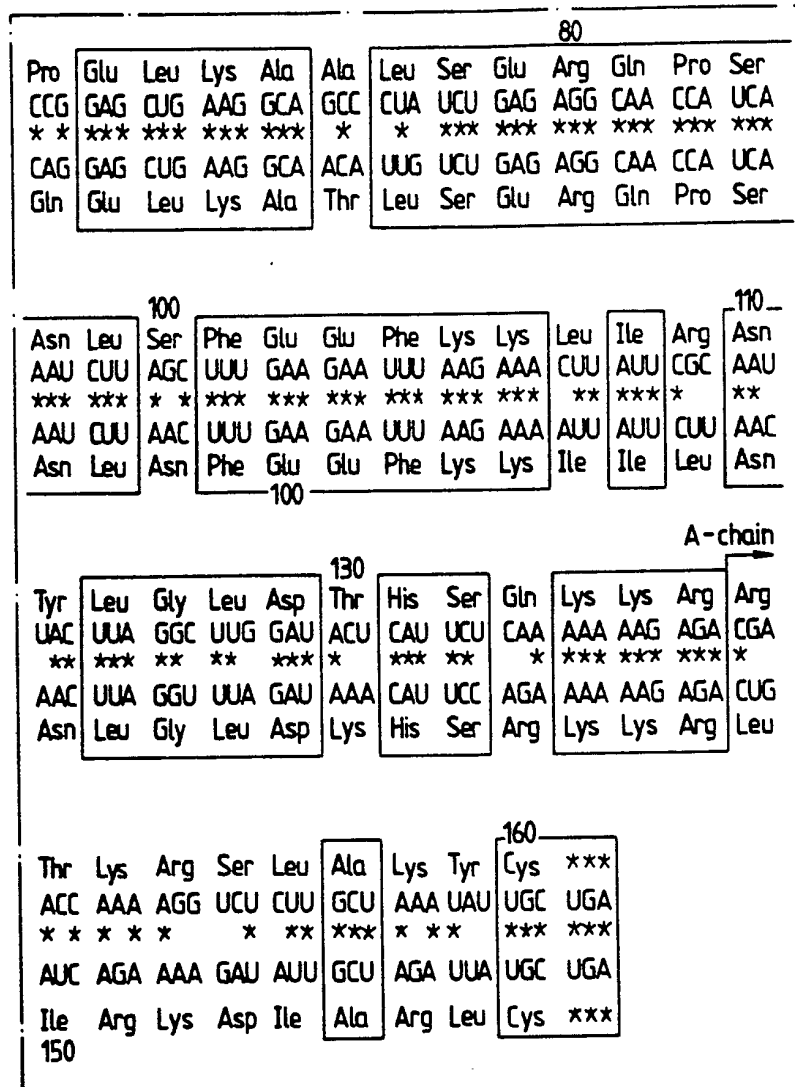 80
Pro Glu Leu Lys Ala Ala Leu Ser Glu Arg Gln Pro Ser
CCG GAG CUG AAG GCA GCC CUA UCU GAG AGG CAA CCA UCA
* * *** *** *** *** * * *** *** *** *** *** ***
CAG GAG CUG AAG GCA ACA UUG UCU GAG AGG CAA CCA UCA
Gln Glu Leu Lys Ala Thr Leu Ser Glu Arg Gln Pro Ser
100 110
Asn Leu Ser Phe Glu Glu Phe Lys Lys Leu Ile Arg Asn
AAU CUU AGC UUU GAA GAA UUU AAG AAA CUU AUU CGC AAU
*** *** * * *** *** *** *** *** *** ** *** * **
AAU CUU AAC UUU GAA GAA UUU AAG AAA AUU AUU CUU AAC
Asn Leu Asn Phe Glu Glu Phe Lys Lys Ile Ile Leu Asn
100
A-chain
130
Tyr Leu Gly Leu Asp Thr His Ser Gln Lys Lys Arg Arg
UAC UUA GGC UUG GAU ACU CAU UCU CAA AAA AAG AGA CGA
** *** ** ** *** * *** ** * *** *** *** *
AAC UUA GGU UUA GAU AAA CAU UCC AGA AAA AAG AGA CUG
Asn Leu Gly Leu Asp Lys His Ser Arg Lys Lys Arg Leu
160
Thr Lys Arg Ser Leu Ala Lys Tyr Cys ***
ACC AAA AGG UCU CUU GCU AAA UAU UGC UGA
* * * * * * ** *** * ** *** ***
AUC AGA AAA GAU AUU GCU AGA UUA UGC UGA
Ile Arg Lys Asp Ile Ala Arg Leu Cys ***
150